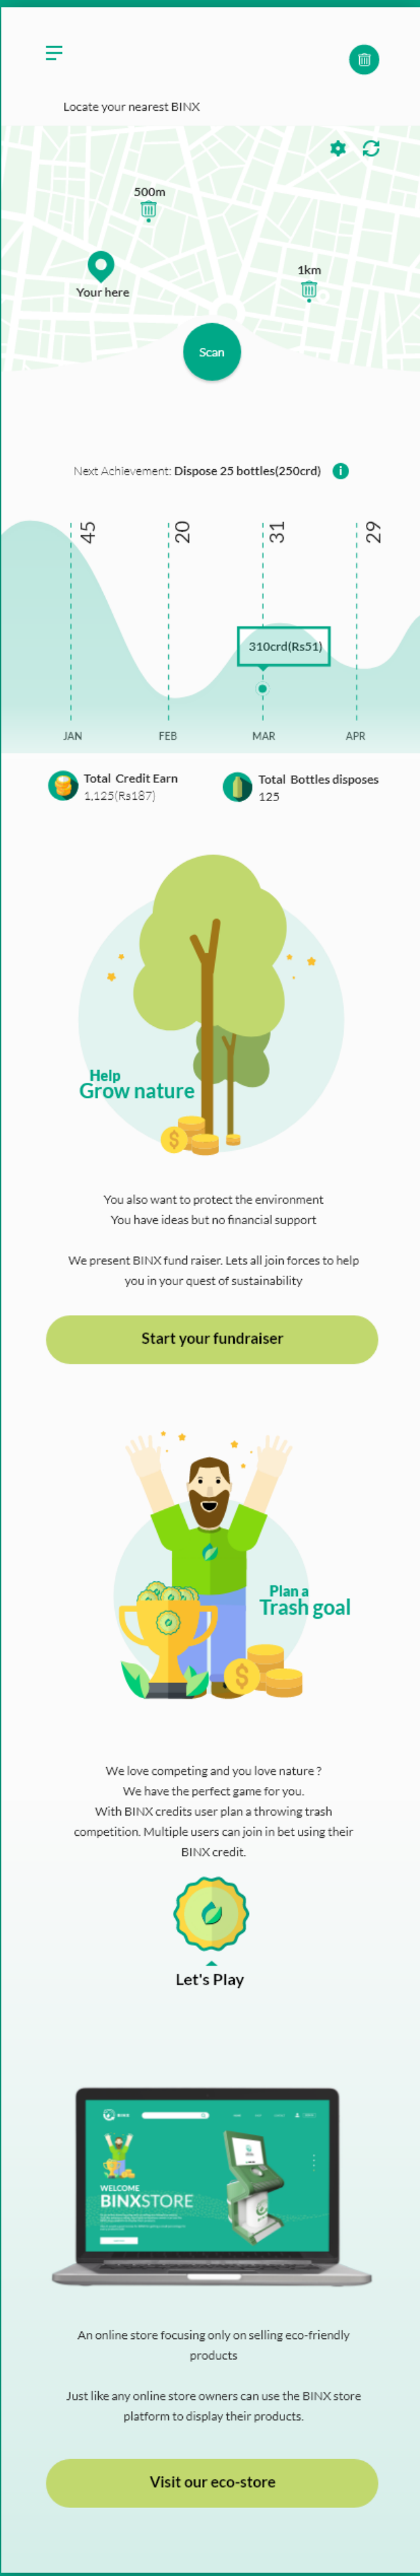 Locate your nearest BINX
500m
1km
Your here
Scan
Next Achievement: Dispose 25 bottles(250crd)
45
20
31
29
310crd(Rs51)
JAN
FEB
MAR
APR
Total Credit Earn
1,125(Rs187)
Total Bottles disposes
125
Help
Grow nature
You also want to protect the environment
You have ideas but no financial support
We present BINX fund raiser. Lets all join forces to help
you in your quest of sustainability
Start your fundraiser
Plan a
Trash goal
We love competing and you love nature ?
We have the perfect game for you.
With BINX credits user plan a throwing trash
competition. Multiple users can join in bet using their
BINX credit.
Let's Play
WELCOME
BINXSTORE
An online store focusing only on selling eco-friendly
products
Just like any online store owners can use the BINX store
platform to display their products.
Visit our eco-store